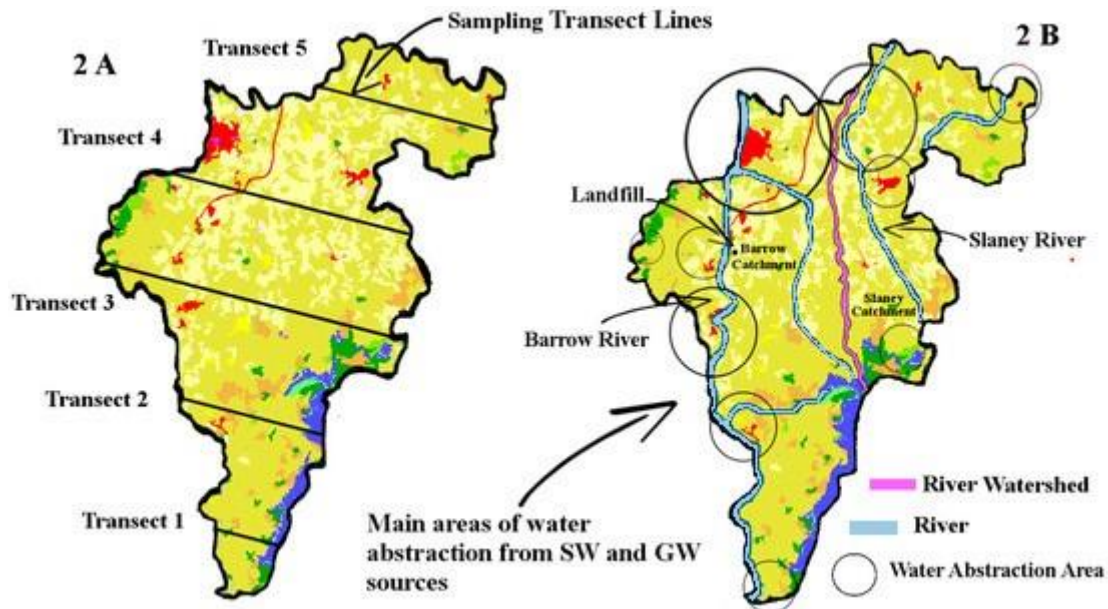 2 A
Transect 5
Sampling Transect Lines
Transect 4
Transect 3
Transect 2
Transect 1
2 B
Landfill
Barrow
Catchment
Slaney River
Slaney
Catchment
Barrow River
Main areas of water
abstraction from SW and GW
sources
River Watershed
River
Water Abstraction Area